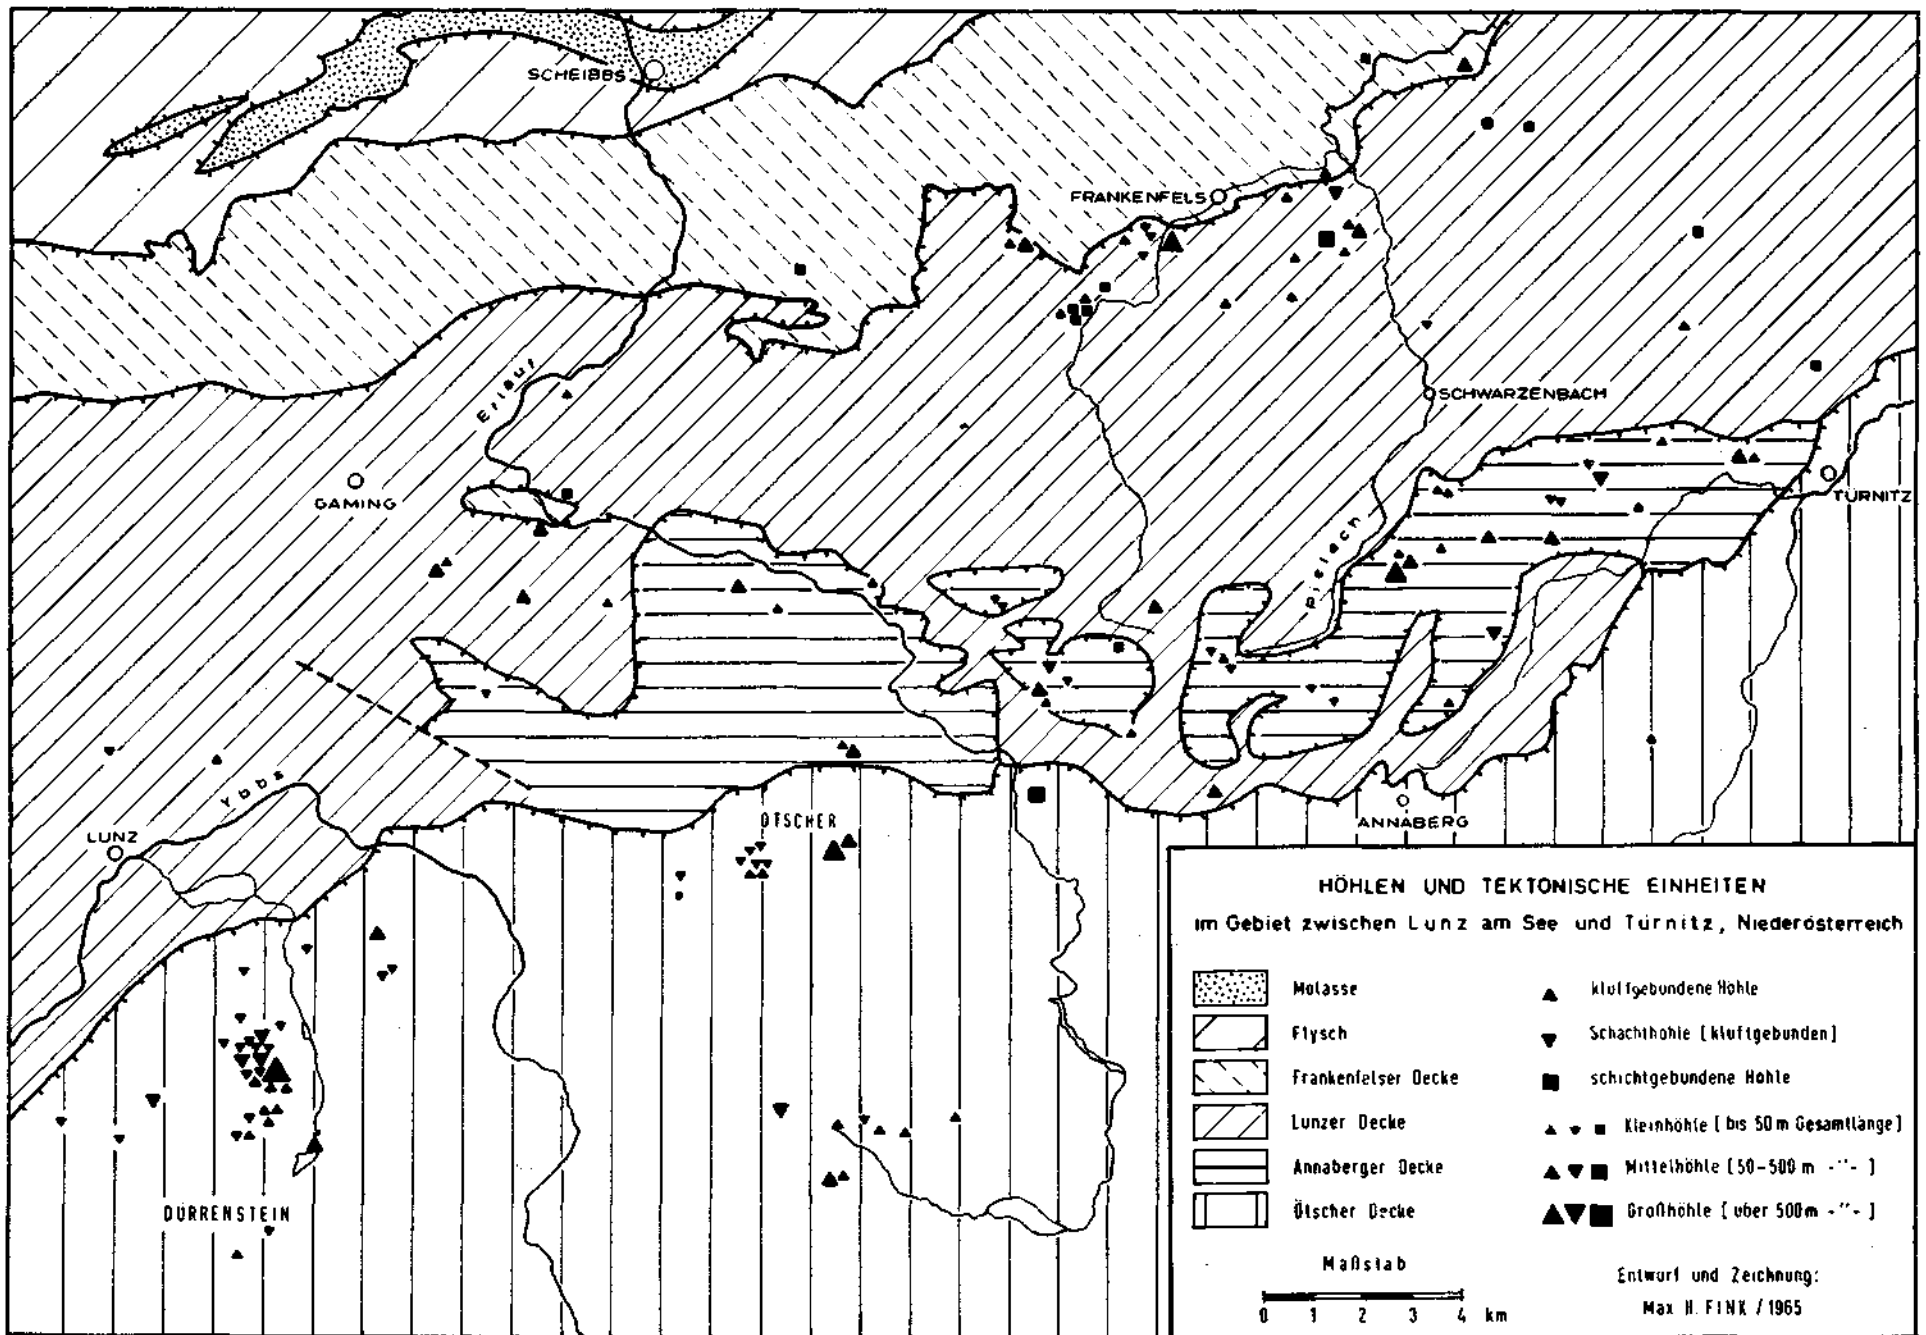 SCHEIBBS
FRANKENFELS
Erlauf
SCHWARZENBACH
GAMING
TÜRNITZ
Pielach
Ybbs
LUNZ
ÖTSCHER
ANNABERG
DÜRRENSTEIN
HÖHLEN UND TEKTONISCHE EINHEITEN
im Gebiet zwischen Lunz am See und Türnitz, Niederösterreich
Molasse
Flysch
Frankenfelser Decke
Lunzer Decke
Annaberger Decke
Ötscher Decke
kluftgebundene Höhle
Schachthöhle [kluftgebunden]
schichtgebundene Höhle
Kleinhöhle [bis 50m Gesamtlänge]
Mittelhöhle [50-500m -"- ]
Großhöhle [über 500m -"- ]
Maßstab
0 1 2 3 4 km
Entwurf und Zeichnung:
Max H. FINK / 1965